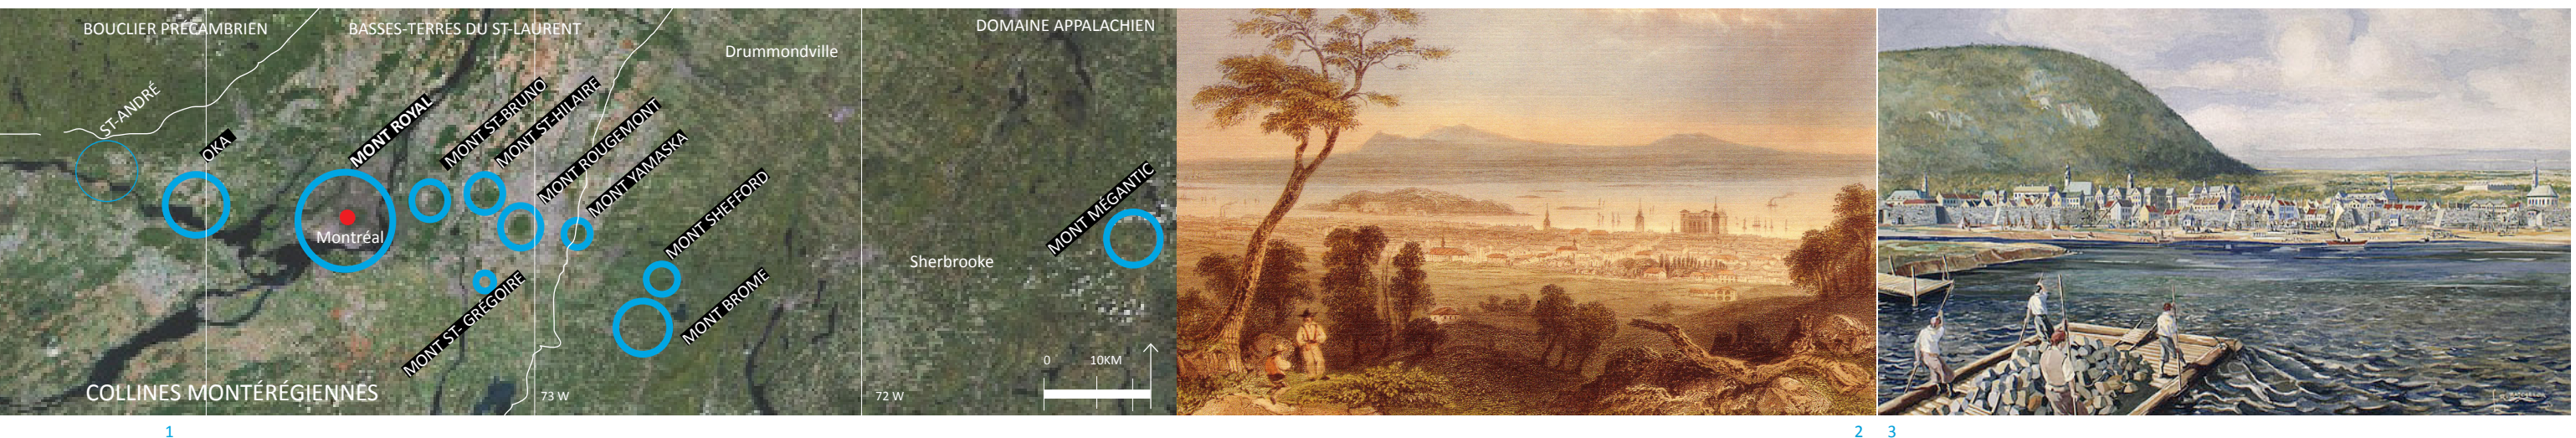 BOUCLIER PRÉCAMBRIEN
BASSES-TERRES DU ST-LAURENT
DOMAINE APPALACHIEN
Drummondville
ST-ANDRÉ
OKA
MONT ROYAL
MONT ST-BRUNO
MONT ST-HILAIRE
MONT ROUGEMONT
MONT YAMASKA
MONT SHEFFORD
MONT MÉGANTIC
Montréal
Sherbrooke
MONT ST- GRÉGOIRE
MONT BROME
0 10KM
COLLINES MONTÉRÉGIENNES
73 W
72 W
1
2
3